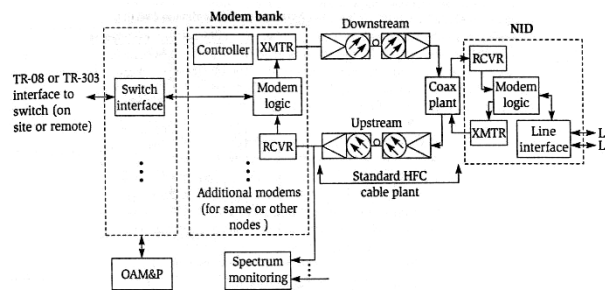 Modem bank
Downstream
NID
Controller
XMTR
RCVR
TR-08 or TR-303
interface to
switch (on
site or remote)
Switch
interface
Modem
logic
Coax
plant
Modem
logic
Upstream
XMTR
RCVR
Line
interface
L
L
Additional modems
(for same or other
nodes )
Standard HFC
cable plant
OAM&P
Spectrum
monitoring